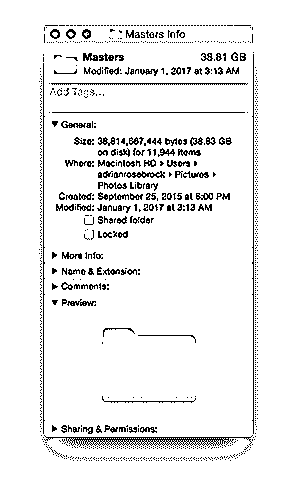 Masters Info
Masters 38.81 GB
Modified: January 1, 2017 at 3:13 AM
Add Tags...
General:
Size: 38,814,667,444 bytes (38.83 GB
on disk) for 11,944 items
Where: Macintosh HD ▸ Users ▸
adrianrosebrock ▸ Pictures ▸
Photos Library
Created: September 25, 2015 at 6:00 PM
Modified: January 1, 2017 at 3:13 AM
Shared folder
Locked
More Info:
Name & Extension:
Comments:
Preview:
Sharing & Permissions: